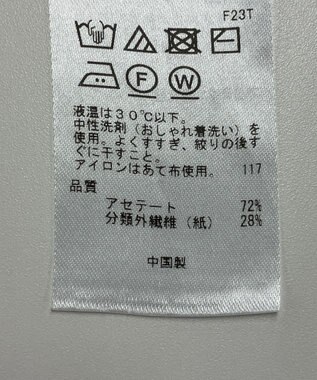 F23T
F
W
液温は30℃以下。
中性洗剤（おしゃれ着洗い）を
使用。よくすすぎ、絞りの後す
ぐに干すこと。
アイロンはあて布使用。 117
品質
アセテート 72%
分類外繊維（紙） 28%
中国製